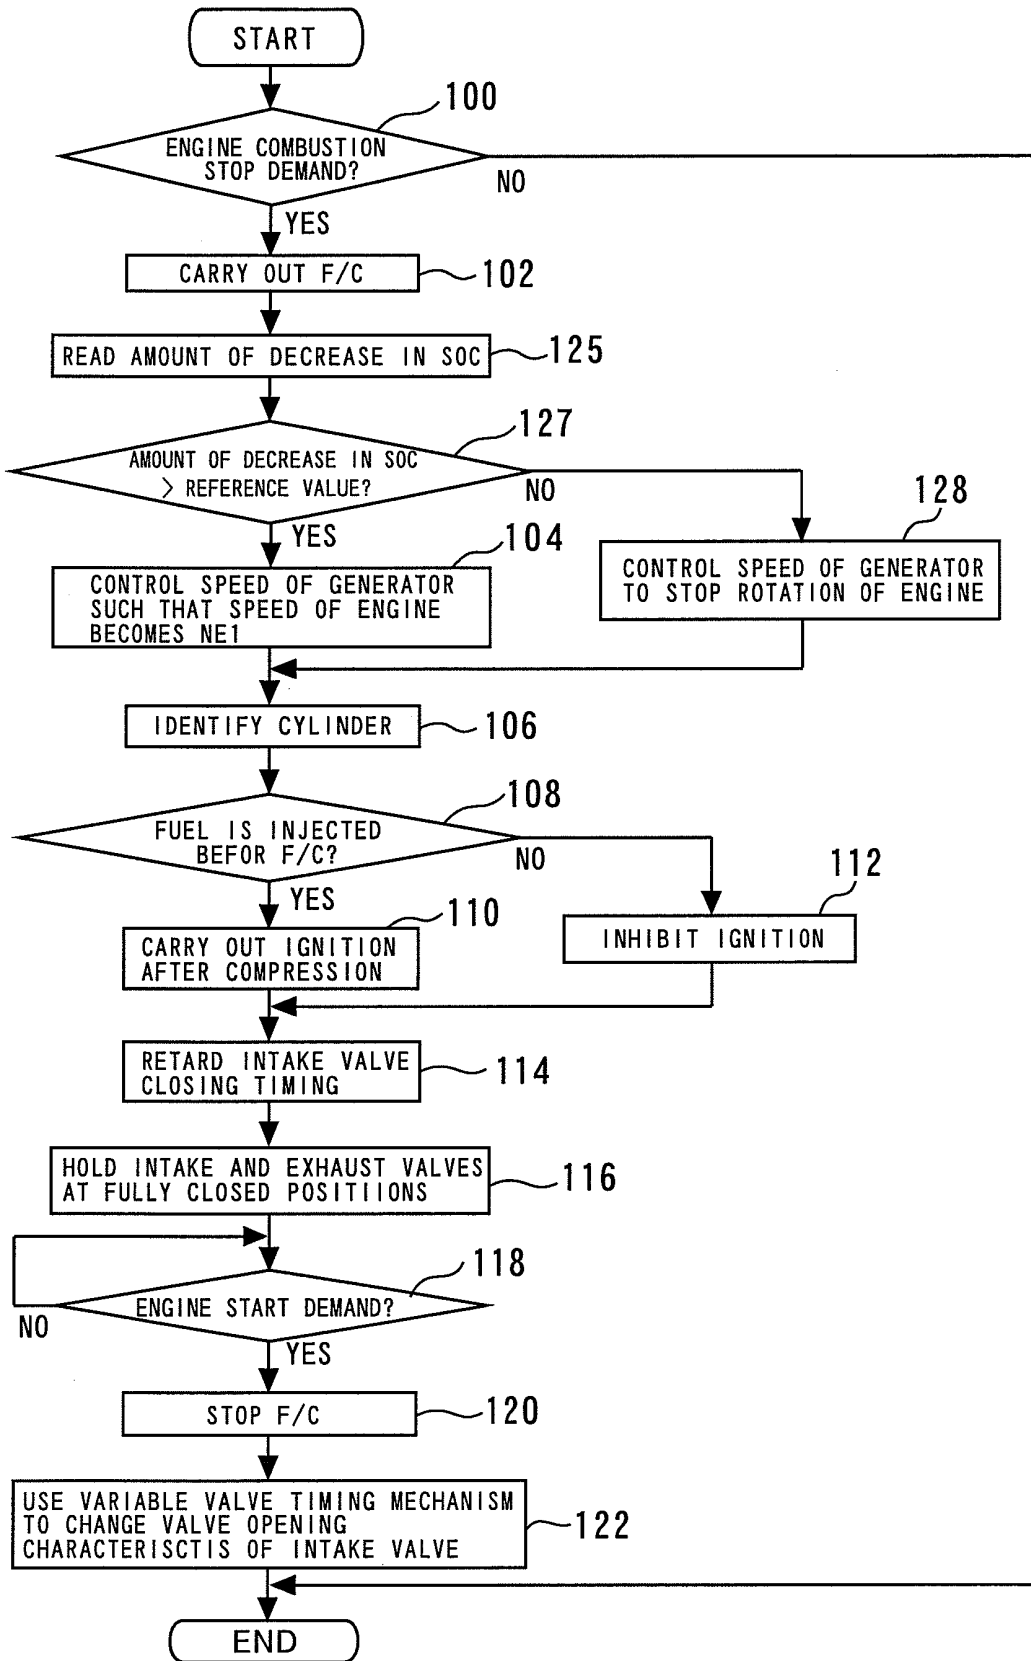 START
100
ENGINE COMBUSTION
STOP DEMAND?
NO
YES
CARRY OUT F/C
102
READ AMOUNT OF DECREASE IN SOC
125
127
AMOUNT OF DECREASE IN SOC
> REFERENCE VALUE?
NO
YES
104
128
CONTROL SPEED OF GENERATOR
SUCH THAT SPEED OF ENGINE
BECOMES NE1
CONTROL SPEED OF GENERATOR
TO STOP ROTATION OF ENGINE
IDENTIFY CYLINDER
106
108
FUEL IS INJECTED
BEFOR F/C?
NO
YES
110
112
CARRY OUT IGNITION
AFTER COMPRESSION
INHIBIT IGNITION
RETARD INTAKE VALVE
CLOSING TIMING
114
HOLD INTAKE AND EXHAUST VALVES
AT FULLY CLOSED POSITIIONS
116
118
ENGINE START DEMAND?
NO
YES
STOP F/C
120
USE VARIABLE VALVE TIMING MECHANISM
TO CHANGE VALVE OPENING
CHARACTERISCTIS OF INTAKE VALVE
122
END